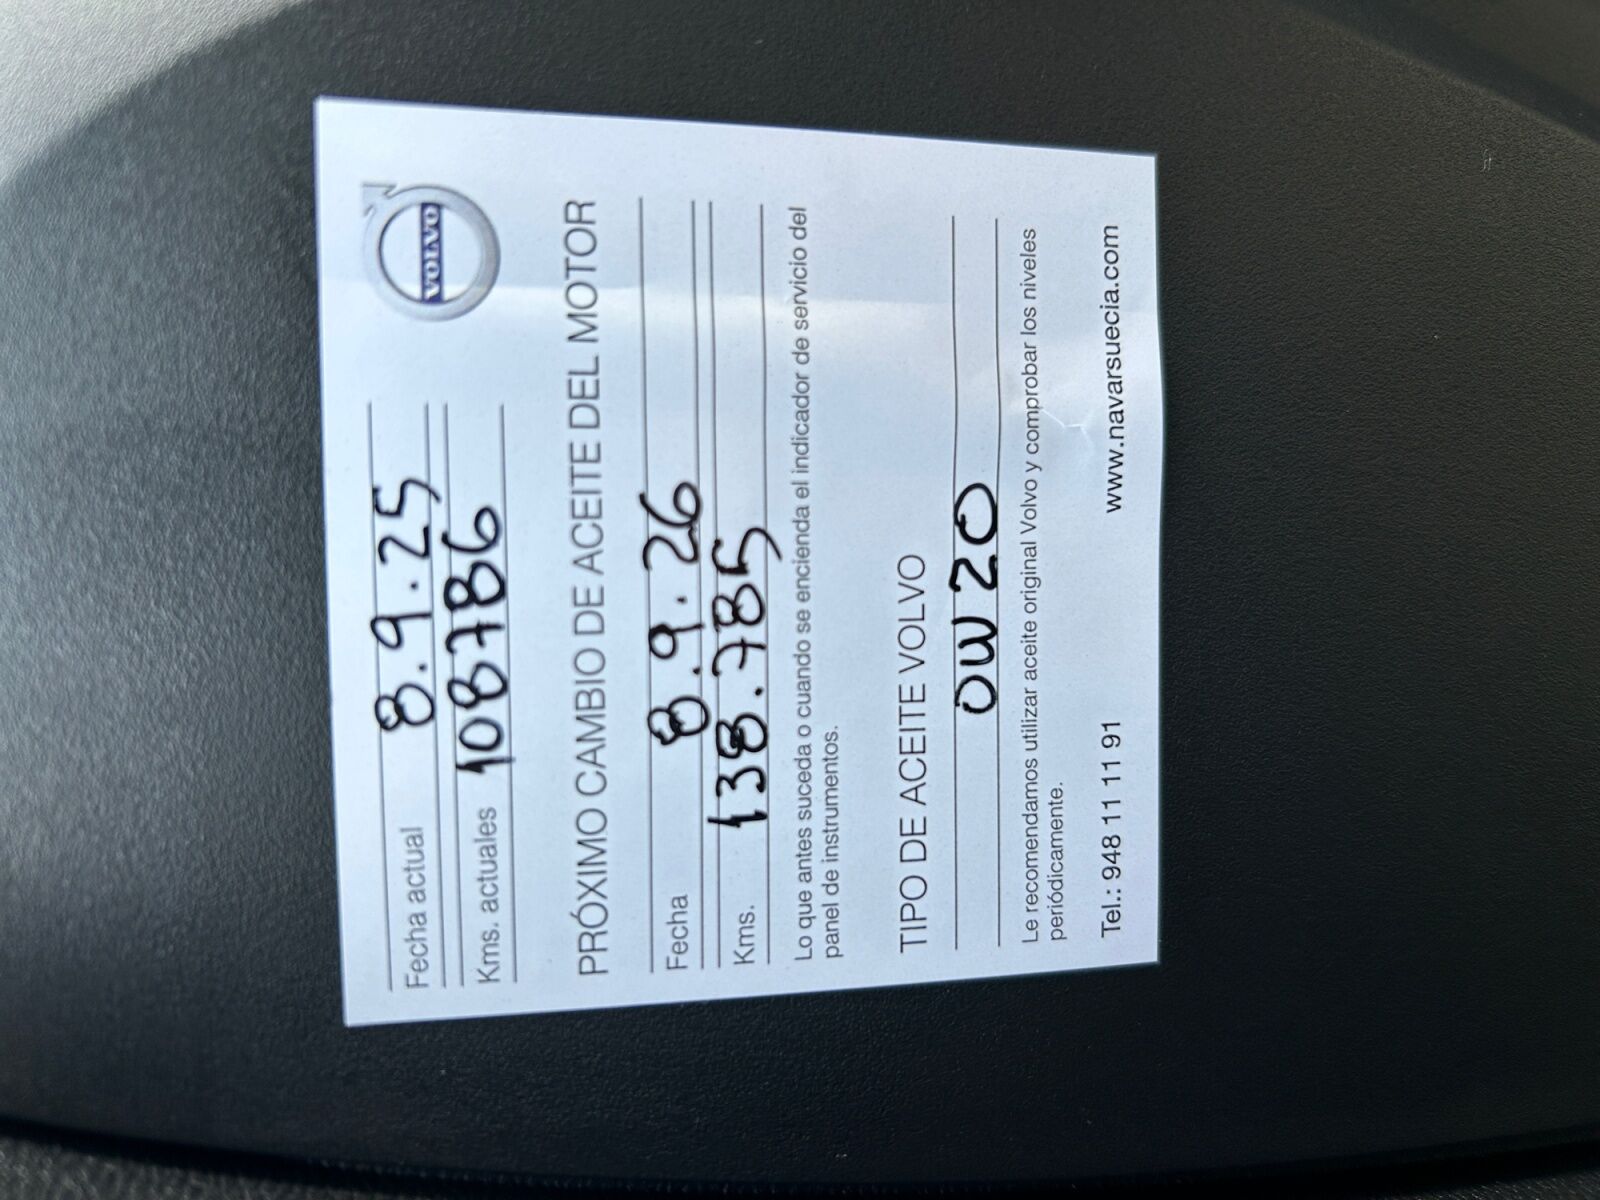 VOLVO
Fecha actual 8.9.25
Kms. actuales 108786
PRÓXIMO CAMBIO DE ACEITE DEL MOTOR
Fecha 8.9.26
Kms. 138.785
Lo que antes suceda o cuando se encienda el indicador de servicio del
panel de instrumentos.
TIPO DE ACEITE VOLVO
0W20
Le recomendamos utilizar aceite original Volvo y comprobar los niveles
periódicamente.
Tel.: 948 11 11 91 www.navarsuecia.com